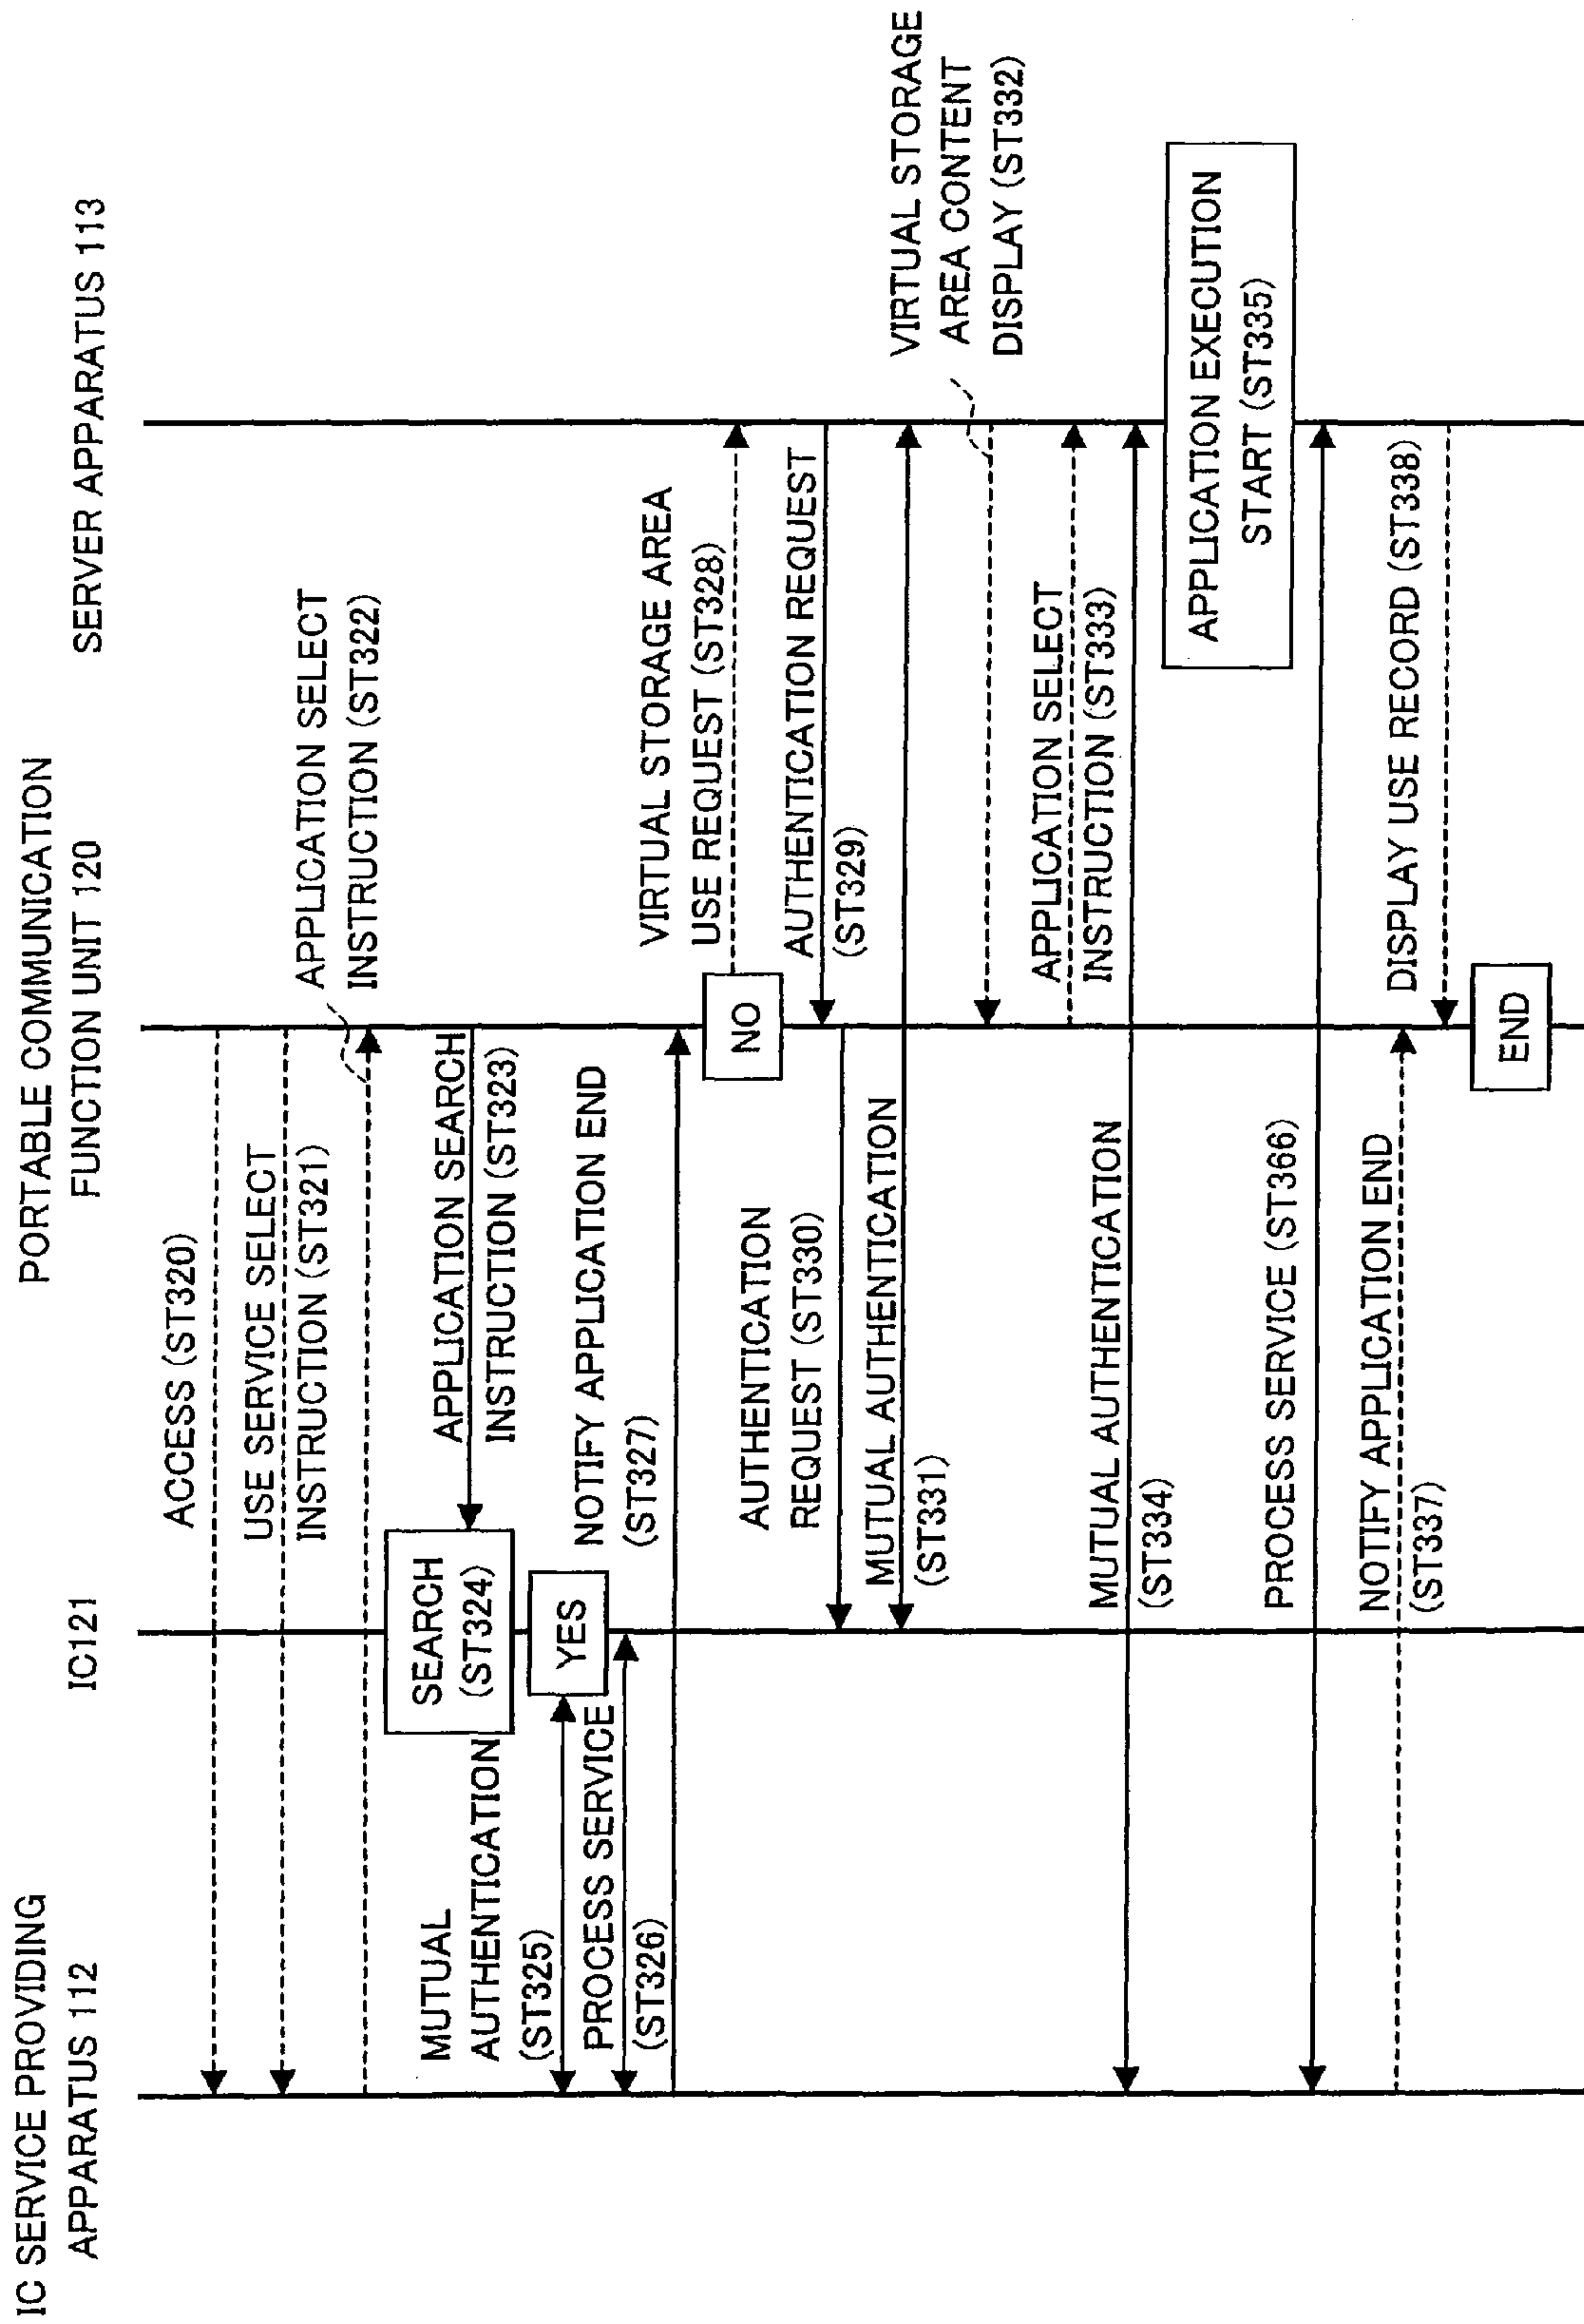 IC SERVICE PROVIDING
APPARATUS 112
IC121
PORTABLE COMMUNICATION
FUNCTION UNIT 120
SERVER APPARATUS 113
ACCESS (ST320)
USE SERVICE SELECT
INSTRUCTION (ST321)
APPLICATION SELECT
INSTRUCTION (ST322)
APPLICATION SEARCH
INSTRUCTION (ST323)
SEARCH
(ST324)
MUTUAL
AUTHENTICATION
(ST325)
YES
PROCESS SERVICE
(ST326)
NOTIFY APPLICATION END
(ST327)
NO
VIRTUAL STORAGE AREA
USE REQUEST (ST328)
AUTHENTICATION REQUEST
(ST329)
AUTHENTICATION
REQUEST (ST330)
MUTUAL AUTHENTICATION
(ST331)
VIRTUAL STORAGE
AREA CONTENT
DISPLAY (ST332)
APPLICATION SELECT
INSTRUCTION (ST333)
MUTUAL AUTHENTICATION
(ST334)
APPLICATION EXECUTION
START (ST335)
PROCESS SERVICE (ST366)
NOTIFY APPLICATION END
(ST337)
DISPLAY USE RECORD (ST338)
END